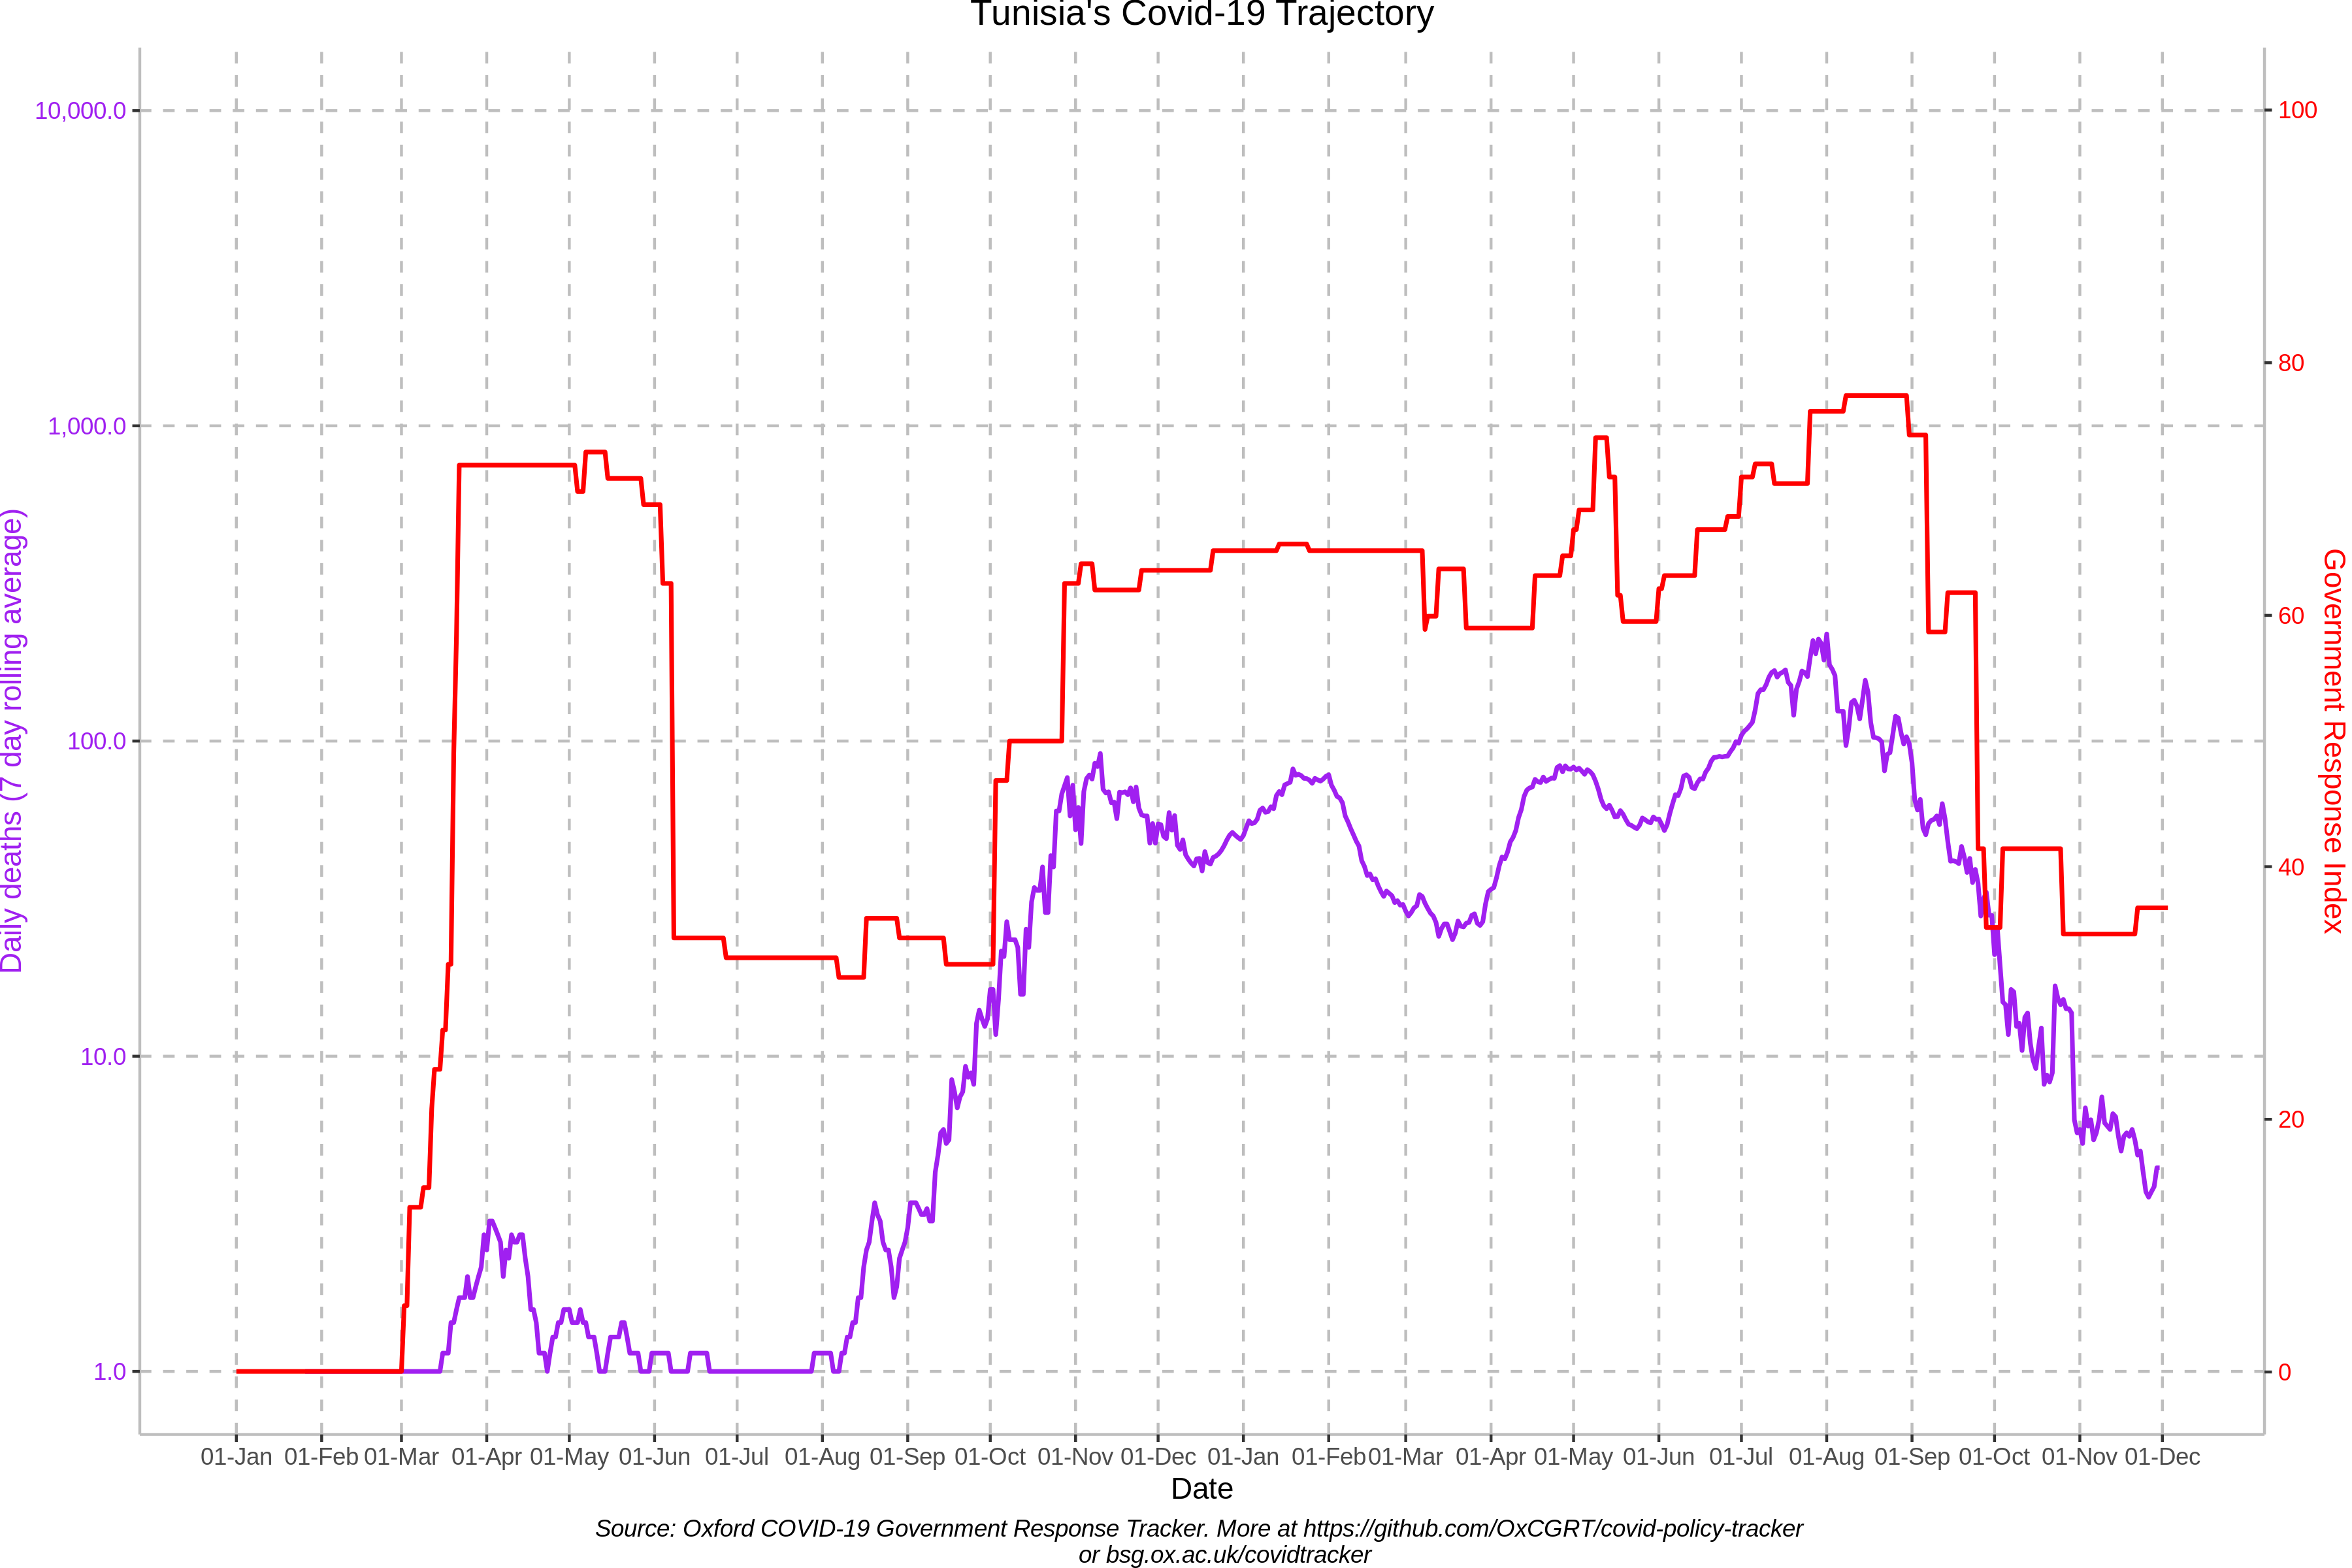 Tunisia's Covid-19 Trajectory
10,000.0
1,000.0
100.0
10.0
1.0
Daily deaths (7 day rolling average)
100
80
60
40
20
0
Government Response Index
01-Jan 01-Feb 01-Mar 01-Apr 01-May 01-Jun 01-Jul 01-Aug 01-Sep 01-Oct 01-Nov 01-Dec 01-Jan 01-Feb 01-Mar 01-Apr 01-May 01-Jun 01-Jul 01-Aug 01-Sep 01-Oct 01-Nov 01-Dec
Date
Source: Oxford COVID-19 Government Response Tracker. More at https://github.com/OxCGRT/covid-policy-tracker
or bsg.ox.ac.uk/covidtracker